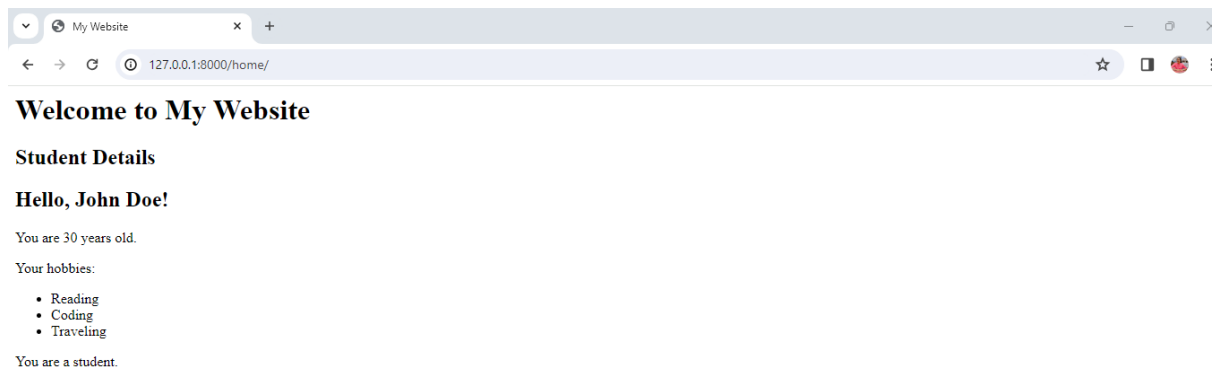 My Website
127.0.0.1:8000/home/
Welcome to My Website
Student Details
Hello, John Doe!
You are 30 years old.
Your hobbies:
Reading
Coding
Traveling
You are a student.